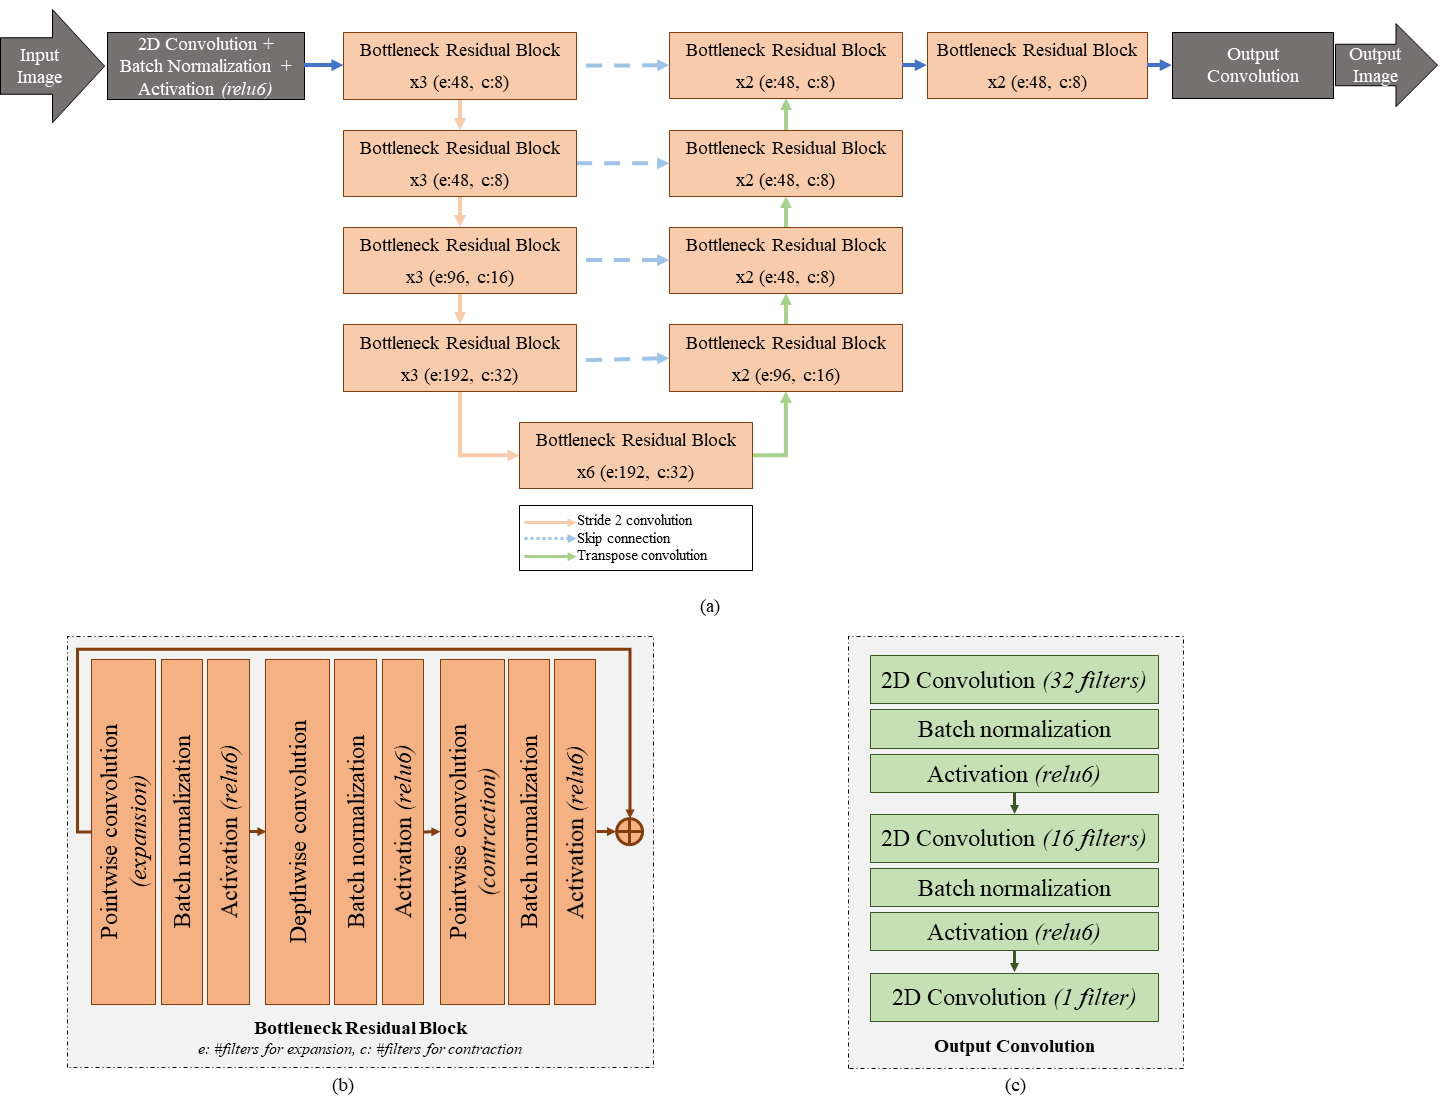 Input
Image
2D Convolution +
Batch Normalization +
Activation (relu6)
Bottleneck Residual Block
x3 (e:48, c:8)
Bottleneck Residual Block
x2 (e:48, c:8)
Bottleneck Residual Block
x2 (e:48, c:8)
Output
Convolution
Output
Image
Bottleneck Residual Block
x3 (e:48, c:8)
Bottleneck Residual Block
x2 (e:48, c:8)
Bottleneck Residual Block
x3 (e:96, c:16)
Bottleneck Residual Block
x2 (e:48, c:8)
Bottleneck Residual Block
x3 (e:192, c:32)
Bottleneck Residual Block
x2 (e:96, c:16)
Bottleneck Residual Block
x6 (e:192, c:32)
Stride 2 convolution
Skip connection
Transpose convolution
(a)
Pointwise convolution
(expansion)
Batch normalization
Activation (relu6)
Depthwise convolution
Batch normalization
Activation (relu6)
Pointwise convolution
(contraction)
Batch normalization
Activation (relu6)
Bottleneck Residual Block
e: #filters for expansion, c: #filters for contraction
(b)
2D Convolution (32 filters)
Batch normalization
Activation (relu6)
2D Convolution (16 filters)
Batch normalization
Activation (relu6)
2D Convolution (1 filter)
Output Convolution
(c)